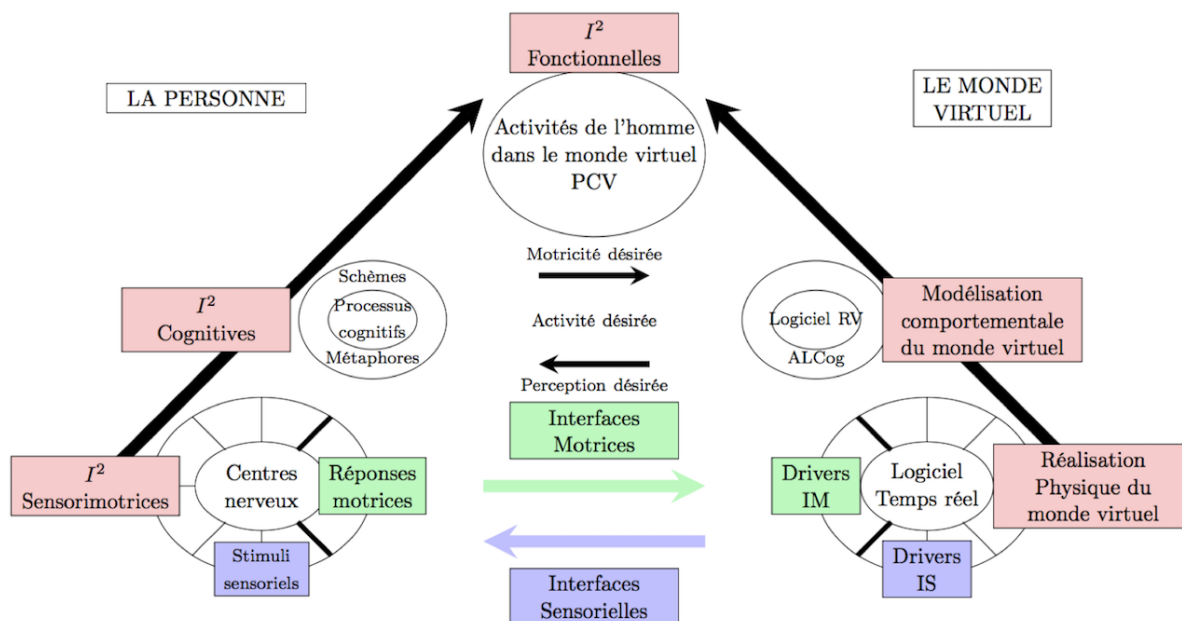 I²
Fonctionnelles
LA PERSONNE
LE MONDE
VIRTUEL
Activités de l'homme
dans le monde virtuel
PCV
Motricité désirée
Schèmes
Processus
cognitifs
Métaphores
I²
Cognitives
Activité désirée
Logiciel RV
ALCog
Modélisation
comportementale
du monde virtuel
Perception désirée
Interfaces
Motrices
I²
Sensorimotrices
Centres
nerveux
Réponses
motrices
Stimuli
sensoriels
Drivers
IM
Logiciel
Temps réel
Réalisation
Physique du
monde virtuel
Drivers
IS
Interfaces
Sensorielles